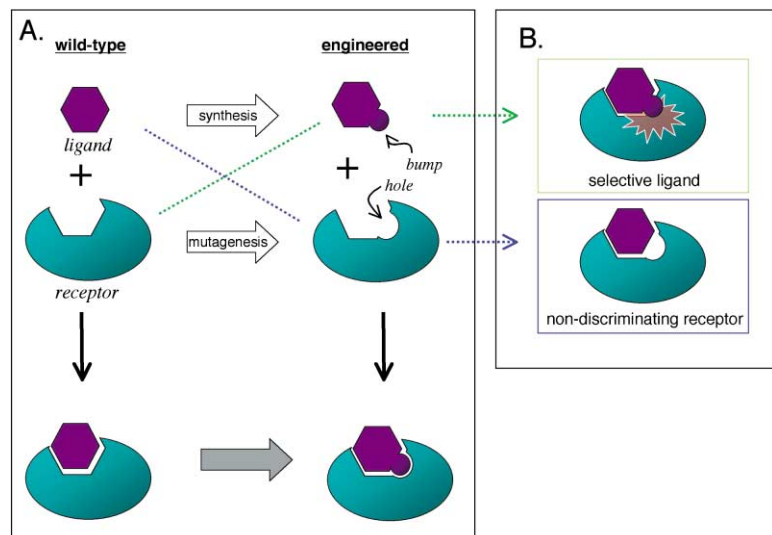 A.
wild-type
engineered
ligand
synthesis
bump
+
+
hole
mutagenesis
receptor
B.
selective ligand
non-discriminating receptor